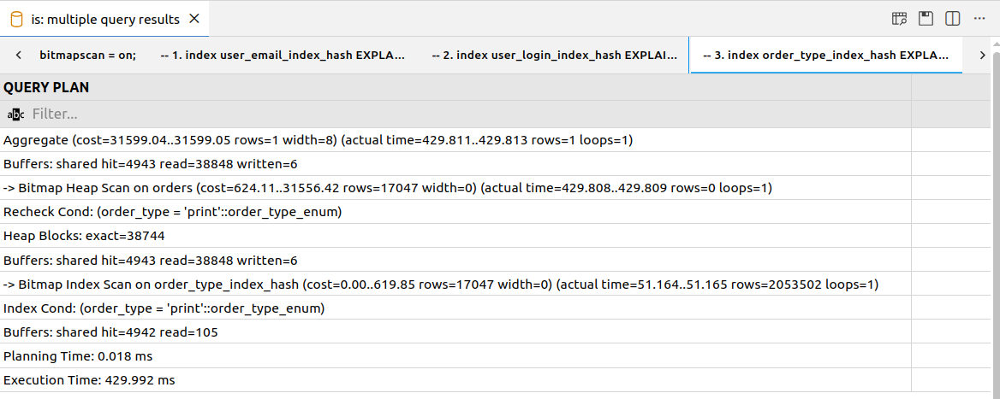 is: multiple query results
bitmapscan = on; -- 1. index user_email_index_hash EXPLA... -- 2. index user_login_index_hash EXPLAI... -- 3. index order_type_index_hash EXPLA...
QUERY PLAN
abc Filter...
Aggregate (cost=31599.04..31599.05 rows=1 width=8) (actual time=429.811..429.813 rows=1 loops=1)
Buffers: shared hit=4943 read=38848 written=6
-> Bitmap Heap Scan on orders (cost=624.11..31556.42 rows=17047 width=0) (actual time=429.808..429.809 rows=0 loops=1)
Recheck Cond: (order_type = 'print'::order_type_enum)
Heap Blocks: exact=38744
Buffers: shared hit=4943 read=38848 written=6
-> Bitmap Index Scan on order_type_index_hash (cost=0.00..619.85 rows=17047 width=0) (actual time=51.164..51.165 rows=2053502 loops=1)
Index Cond: (order_type = 'print'::order_type_enum)
Buffers: shared hit=4942 read=105
Planning Time: 0.018 ms
Execution Time: 429.992 ms